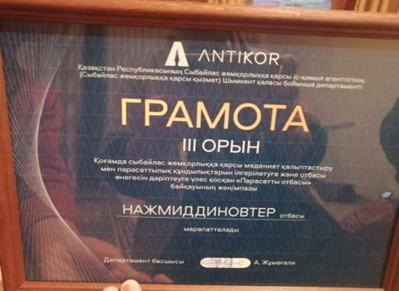 ANTIKOR
Қазақстан Республикасының Сыбайлас жемқорлыққа қарсы іс-қимыл агенттігінің
(Сыбайлас жемқорлыққа қарсы қызмет) Шымкент қаласы бойынша департаменті
ГРАМОТА
III ОРЫН
Қоғамда сыбайлас жемқорлыққа қарсы мәдениет қалыптастыру
мен парасаттылық құндылықтарын ілгерілетуге және отбасы
өнегесін дәріптеуге үлес қосқан «Парасатты отбасы»
байқауының жеңімпазы
НАЖМИДДИНОВТЕР отбасы
марапатталады
Департамент басшысы А. Жұмағали